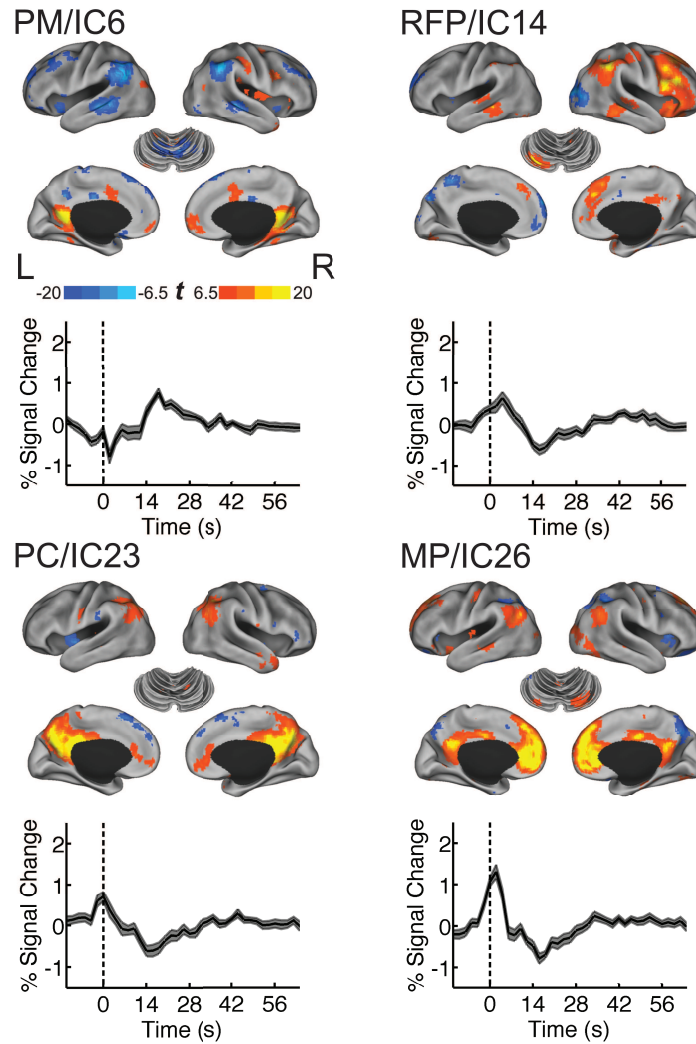 PM/IC6
RFP/IC14
L R
-20 -6.5 t 6.5 20
% Signal Change
2
1
0
-1
0 14 28 42 56
Time (s)
% Signal Change
2
1
0
-1
0 14 28 42 56
Time (s)
PC/IC23
MP/IC26
% Signal Change
2
1
0
-1
0 14 28 42 56
Time (s)
% Signal Change
2
1
0
-1
0 14 28 42 56
Time (s)